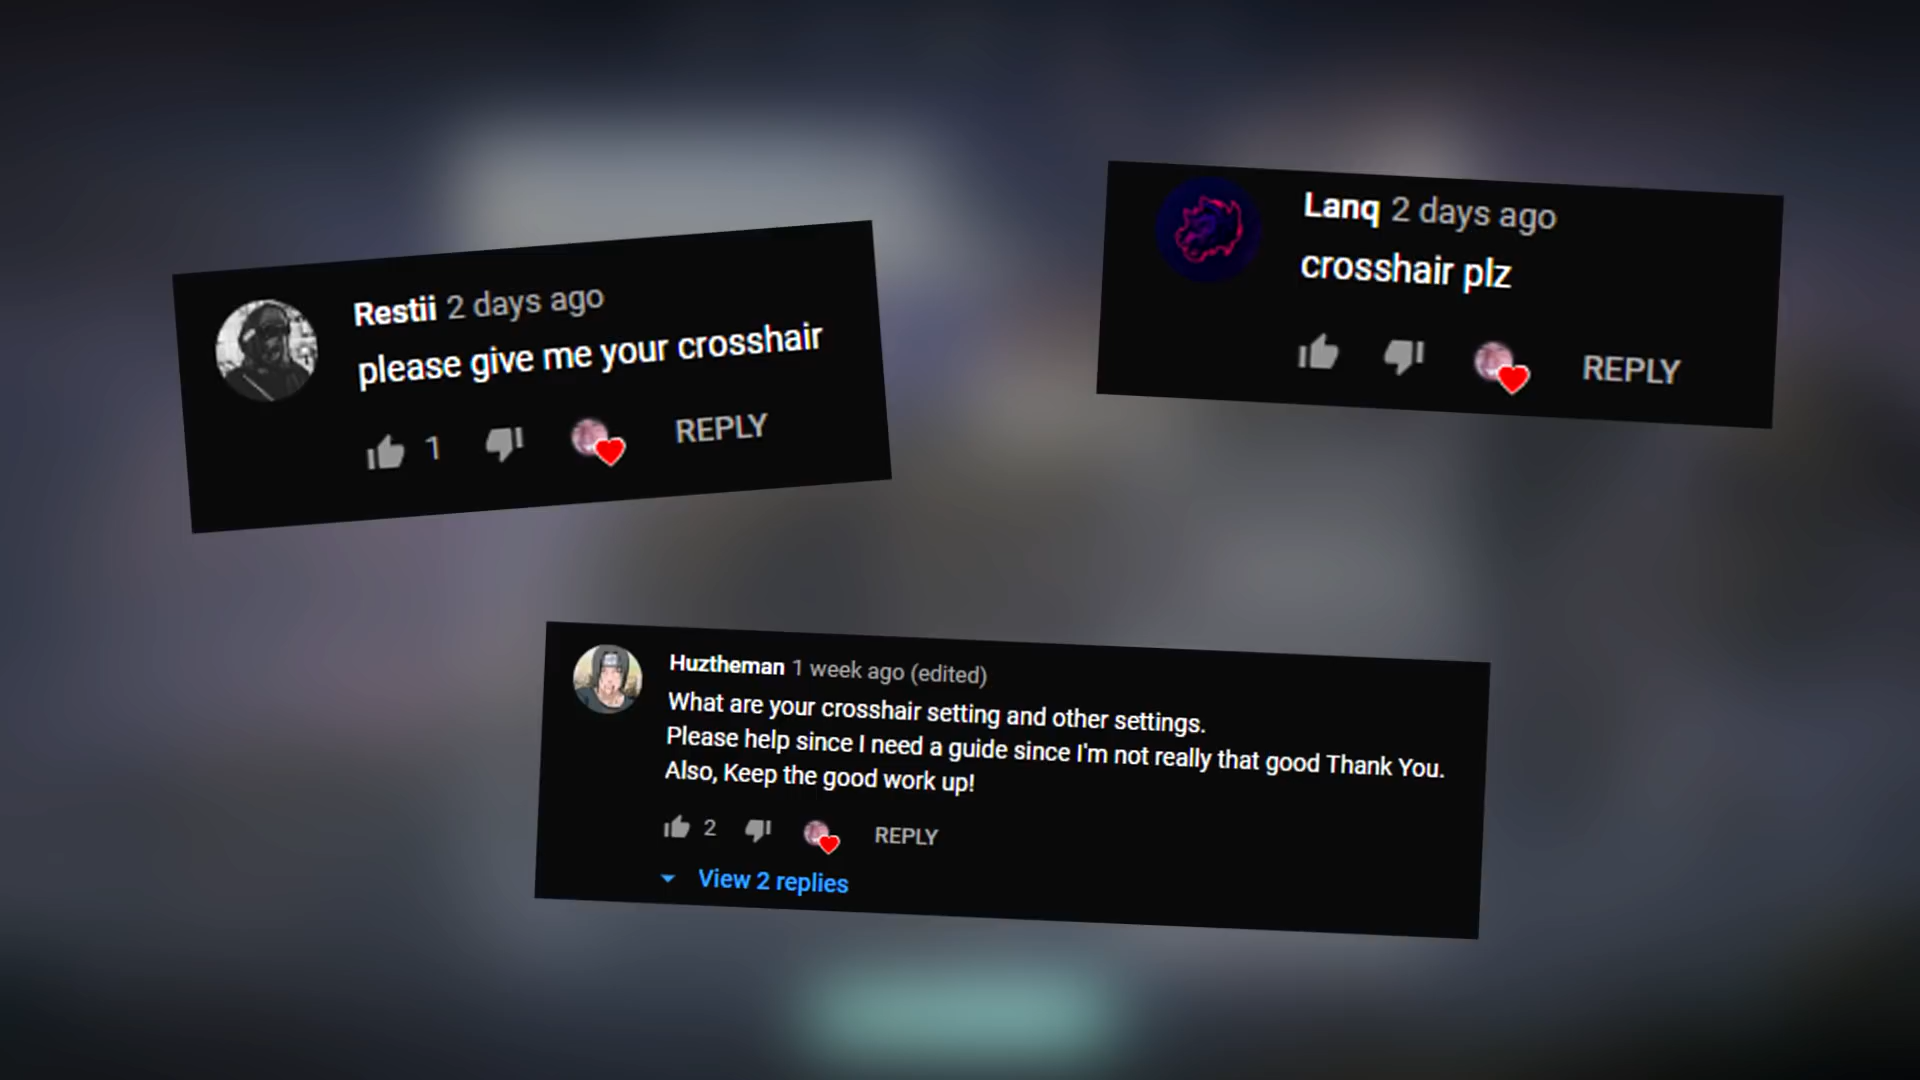 Restii 2 days ago
please give me your crosshair
1 REPLY
Lanq 2 days ago
crosshair plz
REPLY
Huztheman 1 week ago (edited)
What are your crosshair setting and other settings.
Please help since I need a guide since I'm not really that good Thank You.
Also, Keep the good work up!
2 REPLY
View 2 replies